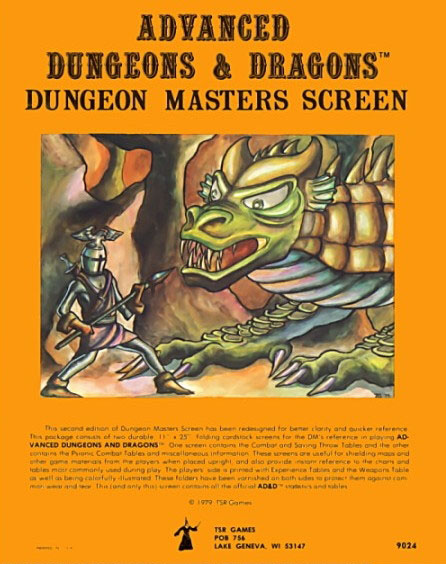 ADVANCED
DUNGEONS & DRAGONS™
DUNGEON MASTERS SCREEN
This second edition of Dungeon Masters Screen has been redesigned for better clarity and quicker reference.
This package consists of two durable, 11" x 25" folding cardstock screens for the DM's reference in playing AD-
VANCED DUNGEONS AND DRAGONS™. One screen contains the Combat and Saving Throw Tables and the other
contains the Psionic Combat Tables and miscellaneous information. These screens are useful for shielding maps and
other game materials from the players when placed upright, and also provide instant reference to the charts and
tables most commonly used during play. The players' side is printed with Experience Tables and the Weapons Table
as well as being colorfully illustrated. These folders have been varnished on both sides to protect them against com-
mon wear and tear. This (and only this) screen contains all the official AD&D™ matrices and tables.
© 1979 TSR Games
TSR GAMES
POB 756
LAKE GENEVA, WI 53147
9024